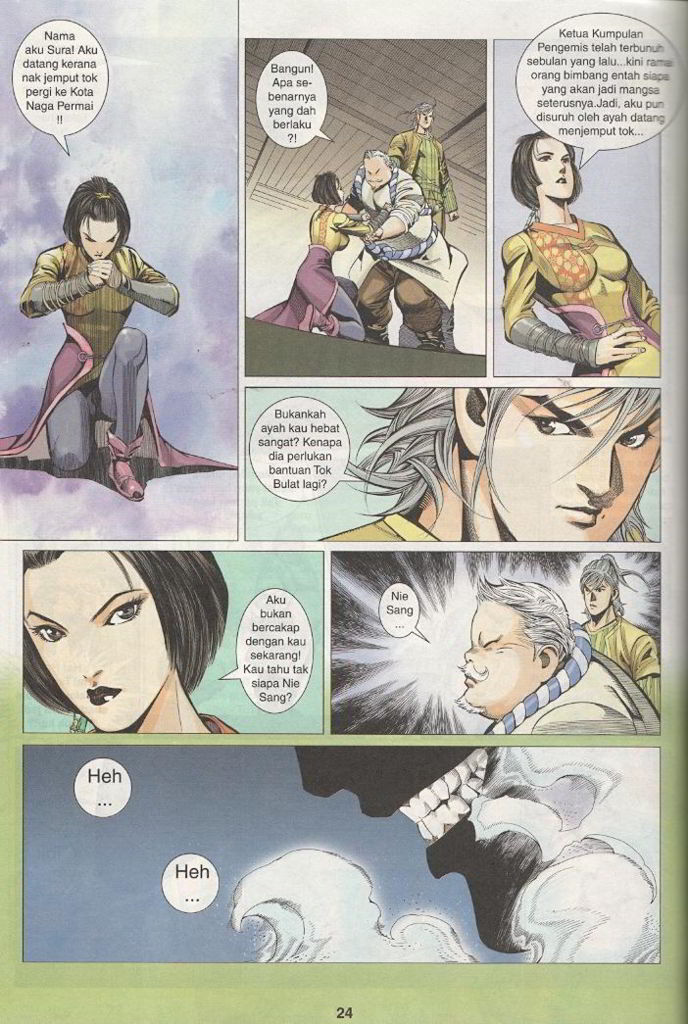 Nama
aku Sura! Aku
datang kerana
nak jemput tok
pergi ke Kota
Naga Permai
!!
Bangun!
Apa se-
benarnya
yang dah
berlaku
?!
Ketua Kumpulan
Pengemis telah terbunuh
sebulan yang lalu...kini ramai
orang bimbang entah siapa
yang akan jadi mangsa
seterusnya.Jadi, aku pun
disuruh oleh ayah datang
menjemput tok...
Bukankah
ayah kau hebat
sangat? Kenapa
dia perlukan
bantuan Tok
Bulat lagi?
Aku
bukan
bercakap
dengan kau
sekarang!
Kau tahu tak
siapa Nie
Sang?
Nie
Sang
...
Heh
...
Heh
...
24